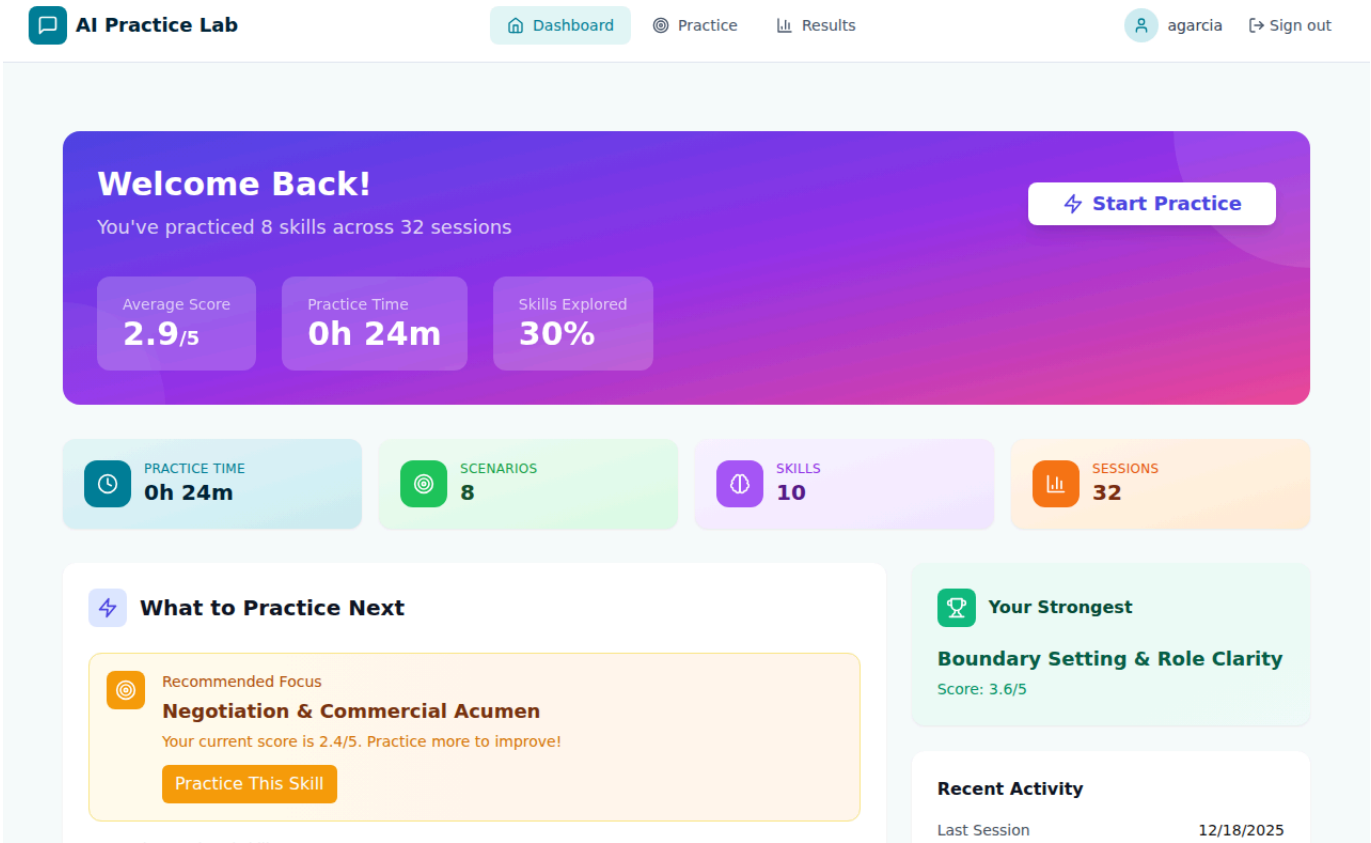 AI Practice Lab
Dashboard
Practice
Results
agarcia
Sign out
Welcome Back!
You've practiced 8 skills across 32 sessions
Start Practice
Average Score
2.9/5
Practice Time
0h 24m
Skills Explored
30%
PRACTICE TIME
0h 24m
SCENARIOS
8
SKILLS
10
SESSIONS
32
What to Practice Next
Recommended Focus
Negotiation & Commercial Acumen
Your current score is 2.4/5. Practice more to improve!
Practice This Skill
Your Strongest
Boundary Setting & Role Clarity
Score: 3.6/5
Recent Activity
Last Session
12/18/2025